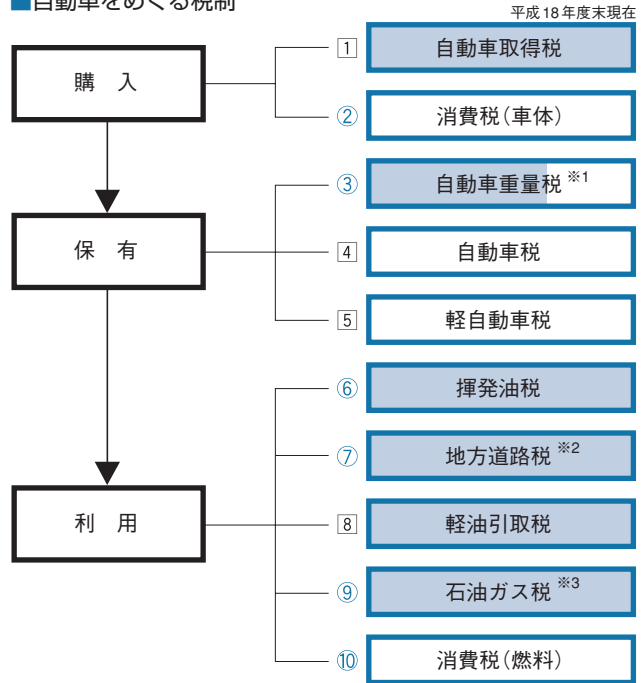 ■自動車をめぐる税制
平成18年度末現在
購 入
1 自動車取得税
② 消費税(車体)
保 有
③ 自動車重量税 ※1
4 自動車税
5 軽自動車税
利 用
⑥ 揮発油税
⑦ 地方道路税 ※2
8 軽油引取税
⑨ 石油ガス税 ※3
⑩ 消費税(燃料)